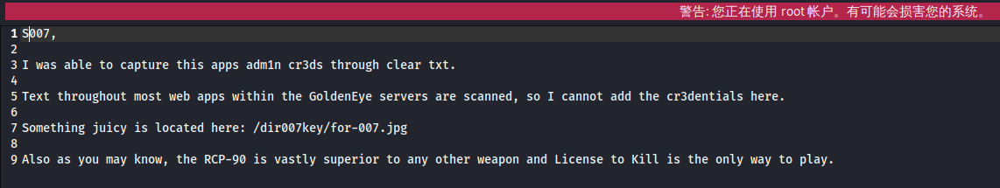 警告: 您正在使用 root 帐户。有可能会损害您的系统。
1 S007,
2
3 I was able to capture this apps adm1n cr3ds through clear txt.
4
5 Text throughout most web apps within the GoldenEye servers are scanned, so I cannot add the cr3dentials here.
6
7 Something juicy is located here: /dir007key/for-007.jpg
8
9 Also as you may know, the RCP-90 is vastly superior to any other weapon and License to Kill is the only way to play.